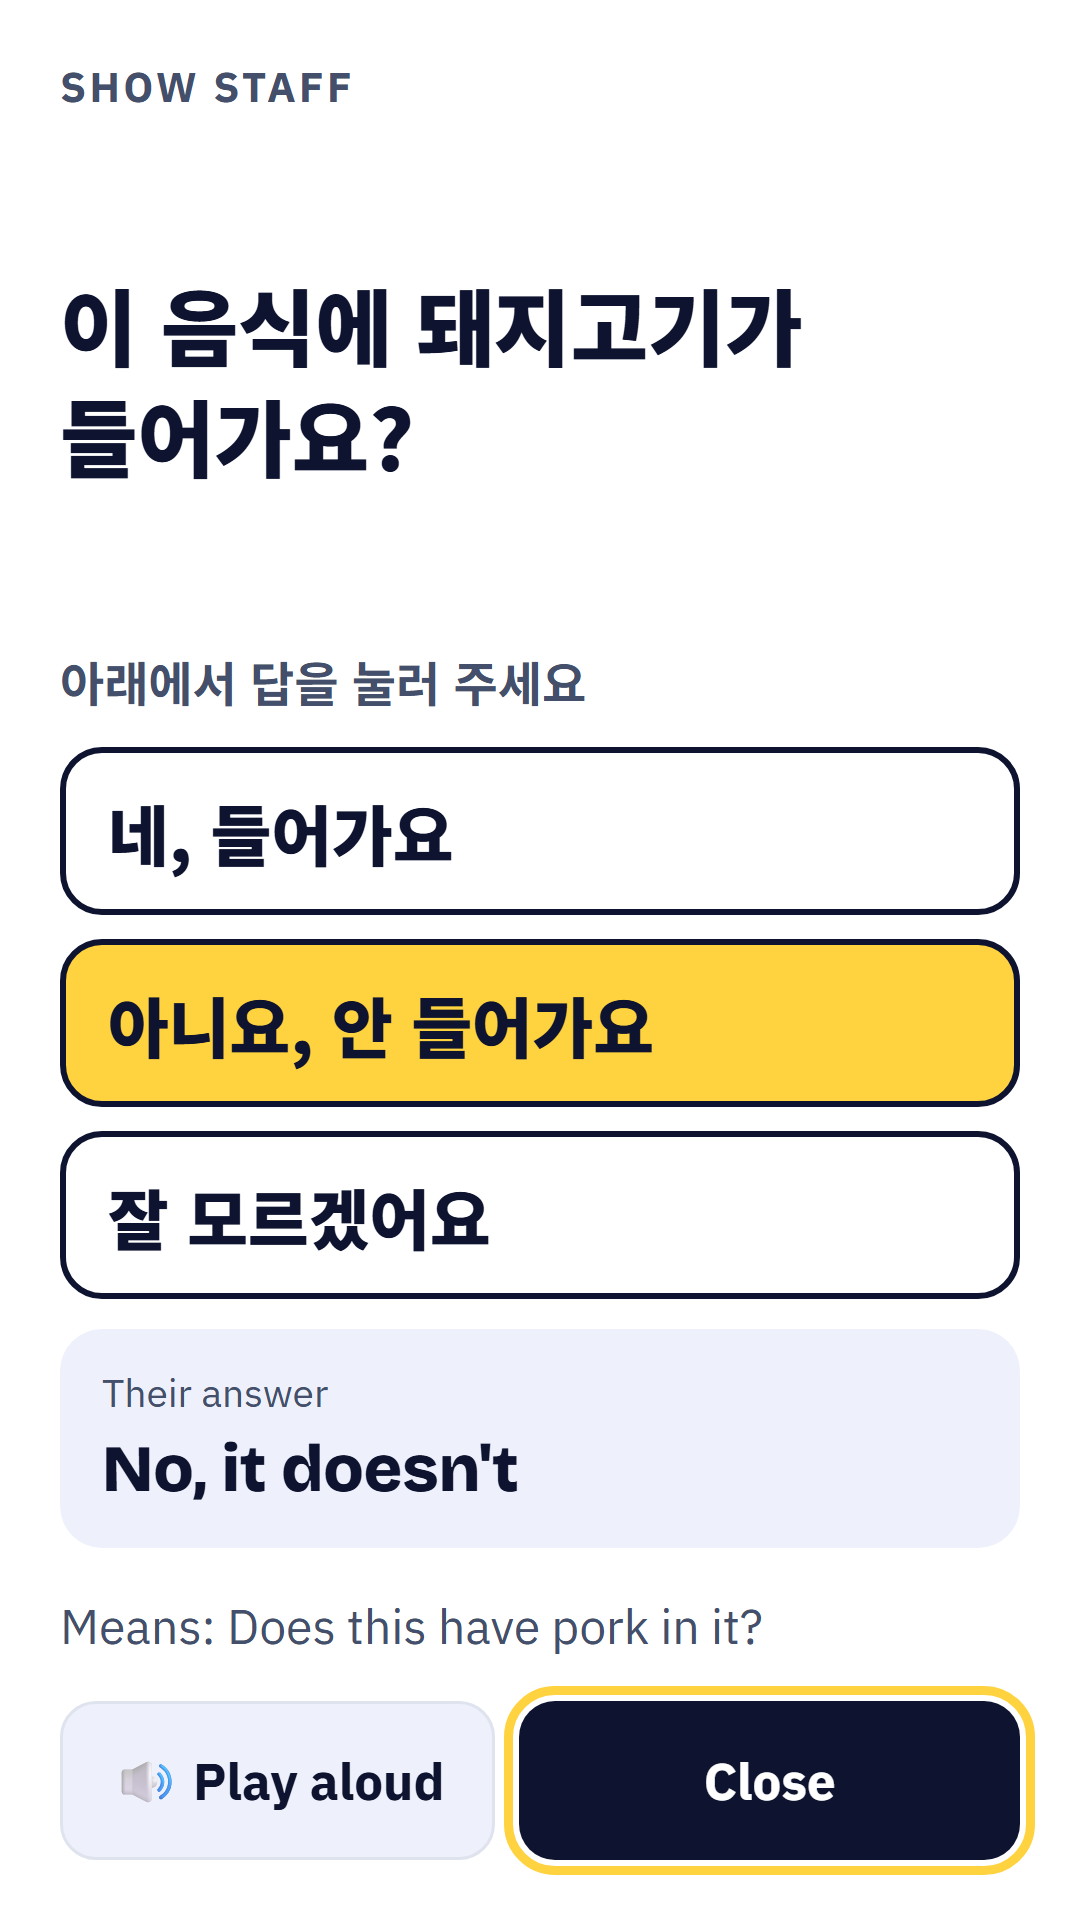 SHOW STAFF
이 음식에 돼지고기가
들어가요?
아래에서 답을 눌러 주세요
네, 들어가요
아니요, 안 들어가요
잘 모르겠어요
Their answer
No, it doesn't
Means: Does this have pork in it?
Play aloud
Close